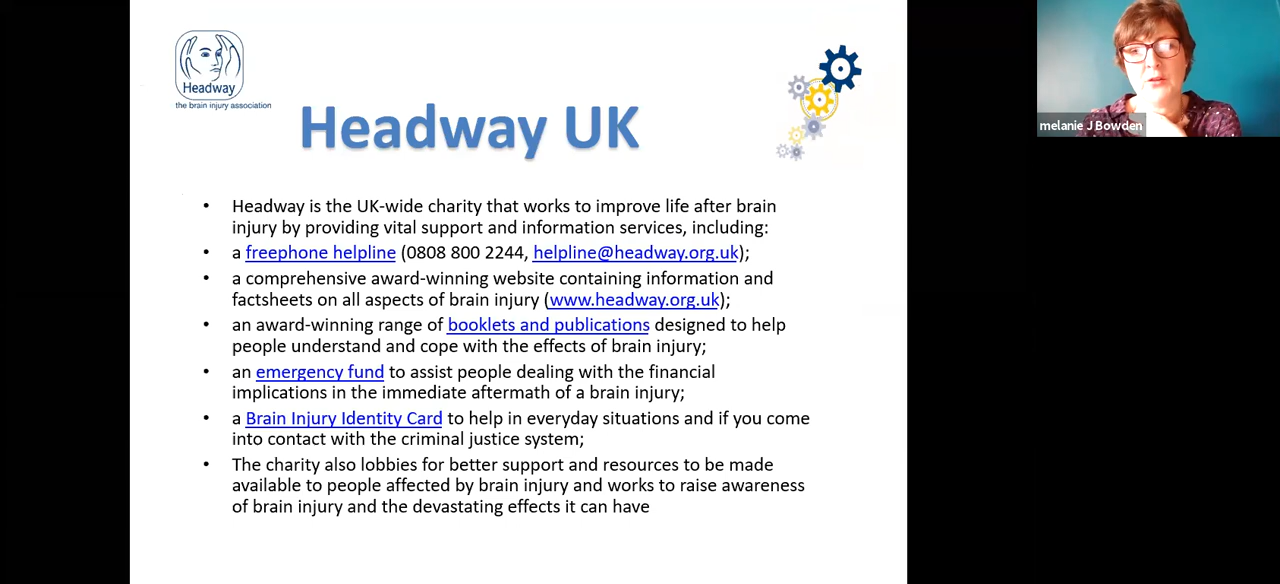 Headway
the brain injury association
Headway UK
melanie J Bowden
• Headway is the UK-wide charity that works to improve life after brain
injury by providing vital support and information services, including:
• a freephone helpline (0808 800 2244, helpline@headway.org.uk);
• a comprehensive award-winning website containing information and
factsheets on all aspects of brain injury (www.headway.org.uk);
• an award-winning range of booklets and publications designed to help
people understand and cope with the effects of brain injury;
• an emergency fund to assist people dealing with the financial
implications in the immediate aftermath of a brain injury;
• a Brain Injury Identity Card to help in everyday situations and if you come
into contact with the criminal justice system;
• The charity also lobbies for better support and resources to be made
available to people affected by brain injury and works to raise awareness
of brain injury and the devastating effects it can have